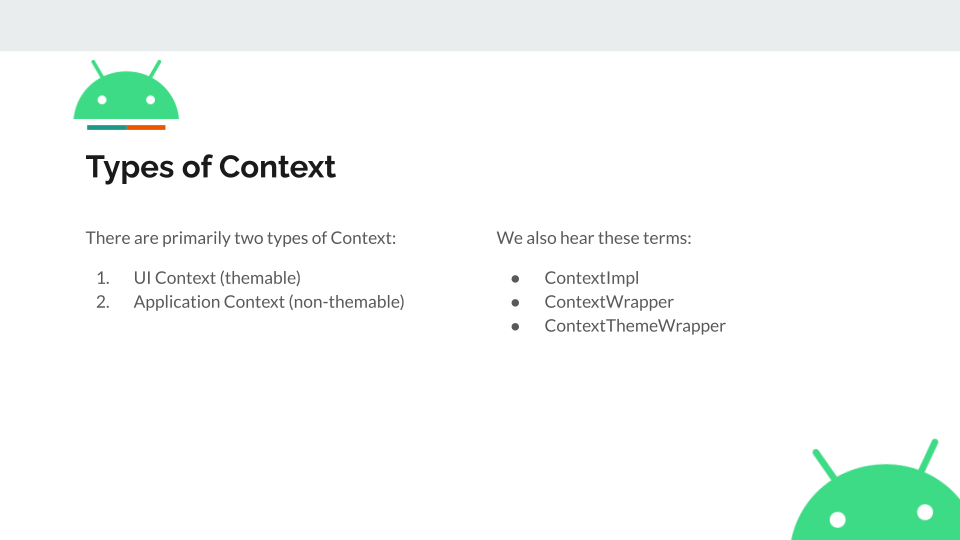 Types of Context
There are primarily two types of Context:
1. UI Context (themable)
2. Application Context (non-themable)
We also hear these terms:
● ContextImpl
● ContextWrapper
● ContextThemeWrapper